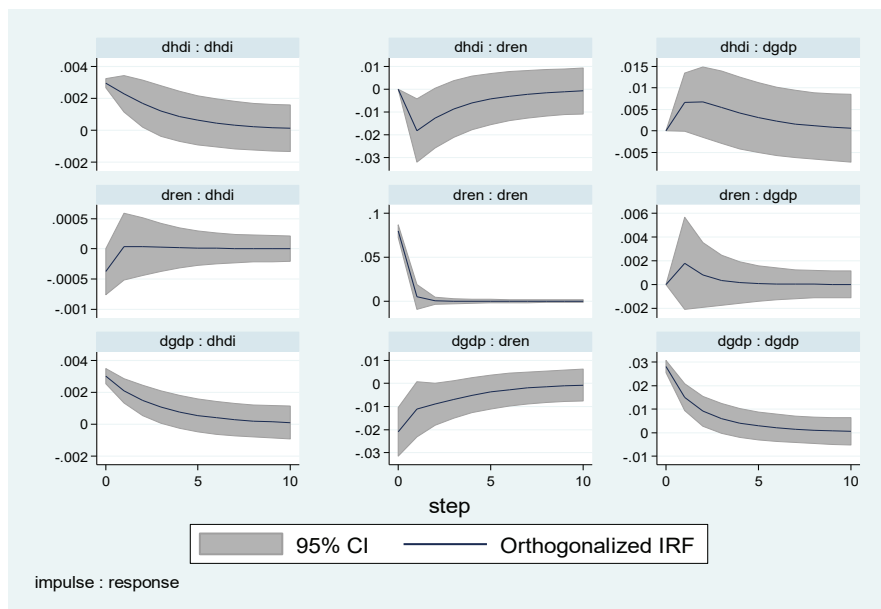 dhdi : dhdi
dhdi : dren
dhdi : dgdp
.004
.002
0
-.002
.01
0
-.01
-.02
-.03
.015
.01
.005
0
-.005
dren : dhdi
dren : dren
dren : dgdp
.0005
0
-.0005
-.001
.1
.05
0
.006
.004
.002
0
-.002
dgdp : dhdi
dgdp : dren
dgdp : dgdp
.004
.002
0
-.002
.01
0
-.01
-.02
-.03
.03
.02
.01
0
-.01
0 5 10
0 5 10
0 5 10
step
95% CI
Orthogonalized IRF
impulse : response